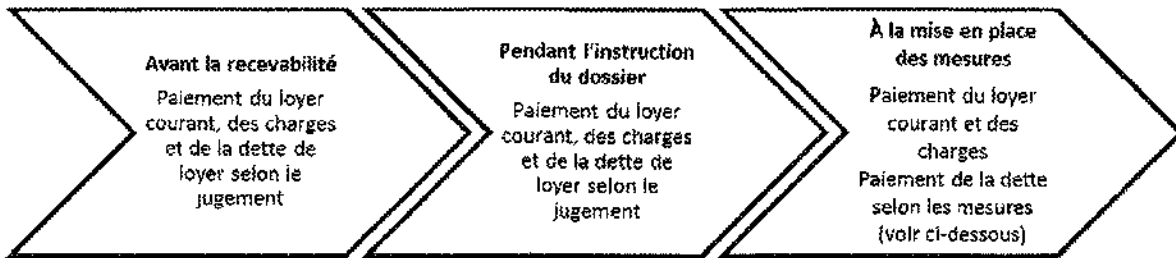 Avant la recevabilité
Paiement du loyer
courant, des charges
et de la dette de
loyer selon le
jugement
Pendant l'instruction
du dossier
Paiement du loyer
courant, des charges
et de la dette de
loyer selon le
jugement
À la mise en place
des mesures
Paiement du loyer
courant et des
charges
Paiement de la dette
selon les mesures
(voir ci-dessous)